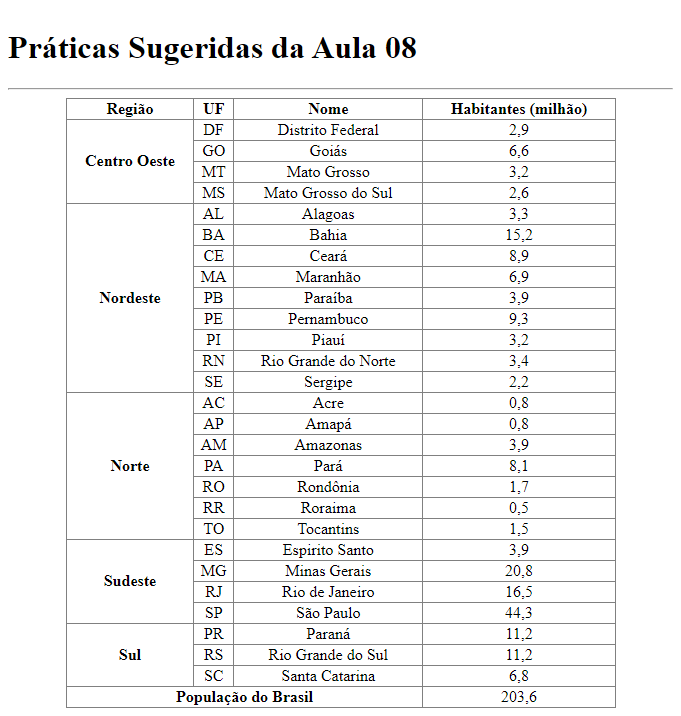 Práticas Sugeridas da Aula 08
Região UF Nome Habitantes (milhão)
Centro Oeste DF Distrito Federal 2,9
GO Goiás 6,6
MT Mato Grosso 3,2
MS Mato Grosso do Sul 2,6
Nordeste AL Alagoas 3,3
BA Bahia 15,2
CE Ceará 8,9
MA Maranhão 6,9
PB Paraíba 3,9
PE Pernambuco 9,3
PI Piauí 3,2
RN Rio Grande do Norte 3,4
SE Sergipe 2,2
Norte AC Acre 0,8
AP Amapá 0,8
AM Amazonas 3,9
PA Pará 8,1
RO Rondônia 1,7
RR Roraima 0,5
TO Tocantins 1,5
Sudeste ES Espirito Santo 3,9
MG Minas Gerais 20,8
RJ Rio de Janeiro 16,5
SP São Paulo 44,3
Sul PR Paraná 11,2
RS Rio Grande do Sul 11,2
SC Santa Catarina 6,8
População do Brasil 203,6